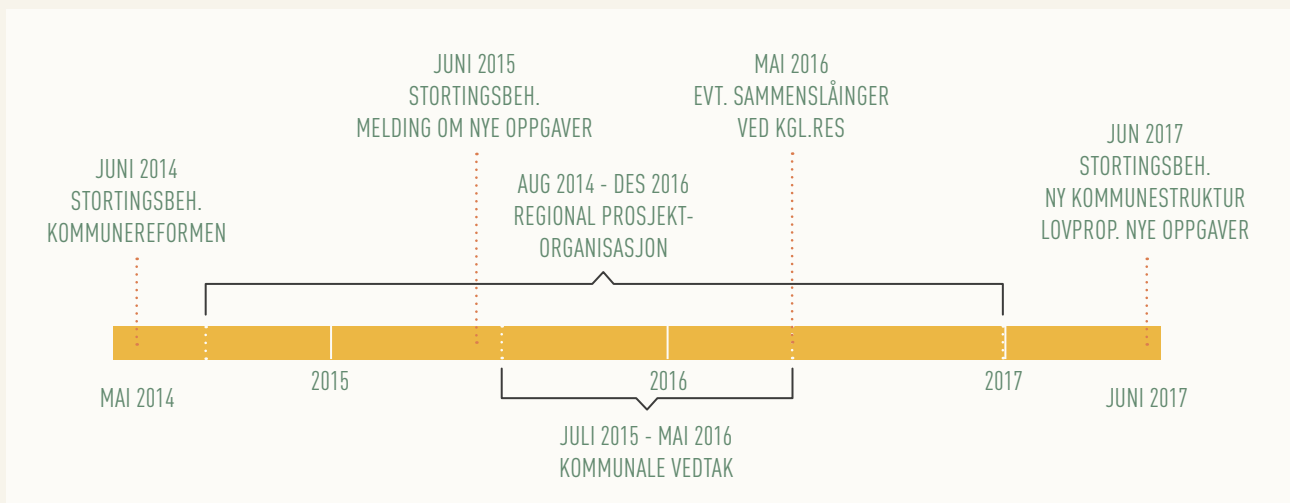 JUNI 2014
STORTINGSBEH.
KOMMUNEREFORMEN
JUNI 2015
STORTINGSBEH.
MELDING OM NYE OPPGAVER
AUG 2014 - DES 2016
REGIONAL PROSJEKT-
ORGANISASJON
MAI 2016
EVT. SAMMENSLÅINGER
VED KGL.RES
JUN 2017
STORTINGSBEH.
NY KOMMUNESTRUKTUR
LOVPROP. NYE OPPGAVER
MAI 2014
2015
2016
2017
JUNI 2017
JULI 2015 - MAI 2016
KOMMUNALE VEDTAK